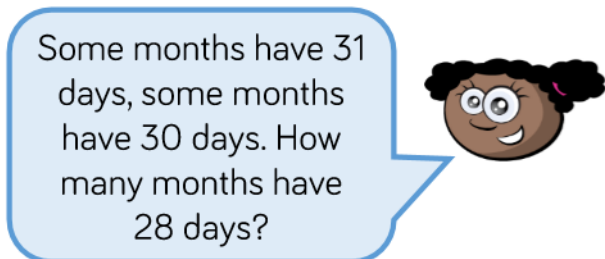 Some months have 31
days, some months
have 30 days. How
many months have
28 days?